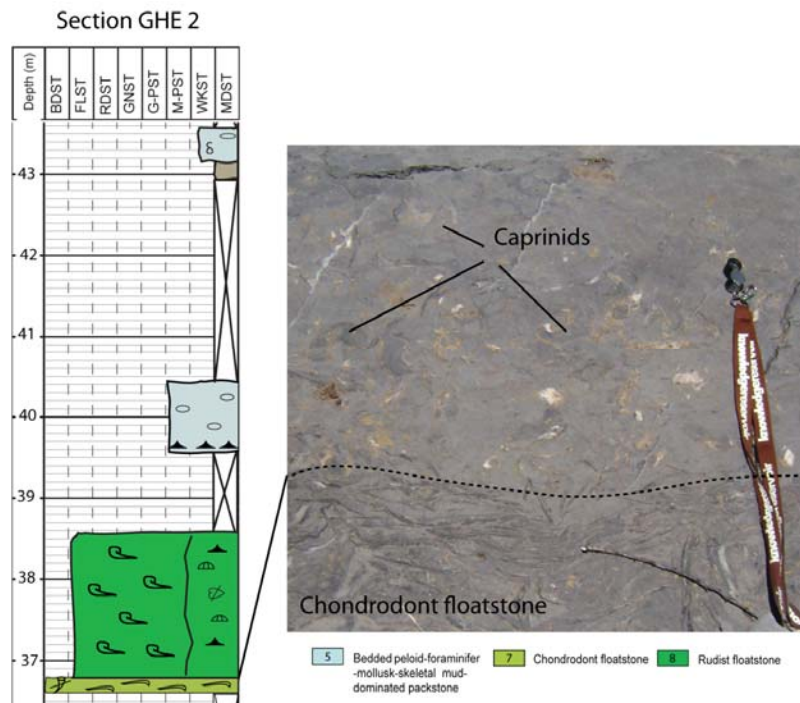 Section GHE 2
Depth (m)
BDST
FLST
RDST
GNST
G-PST
M-PST
WKST
MDST
43
42
41
40
39
38
37
Caprinids
Chondrodont floatstone
5 Bedded peloid-foraminifer
-mollusk-skeletal mud-
dominated packstone
7 Chondrodont floatstone
8 Rudist floatstone